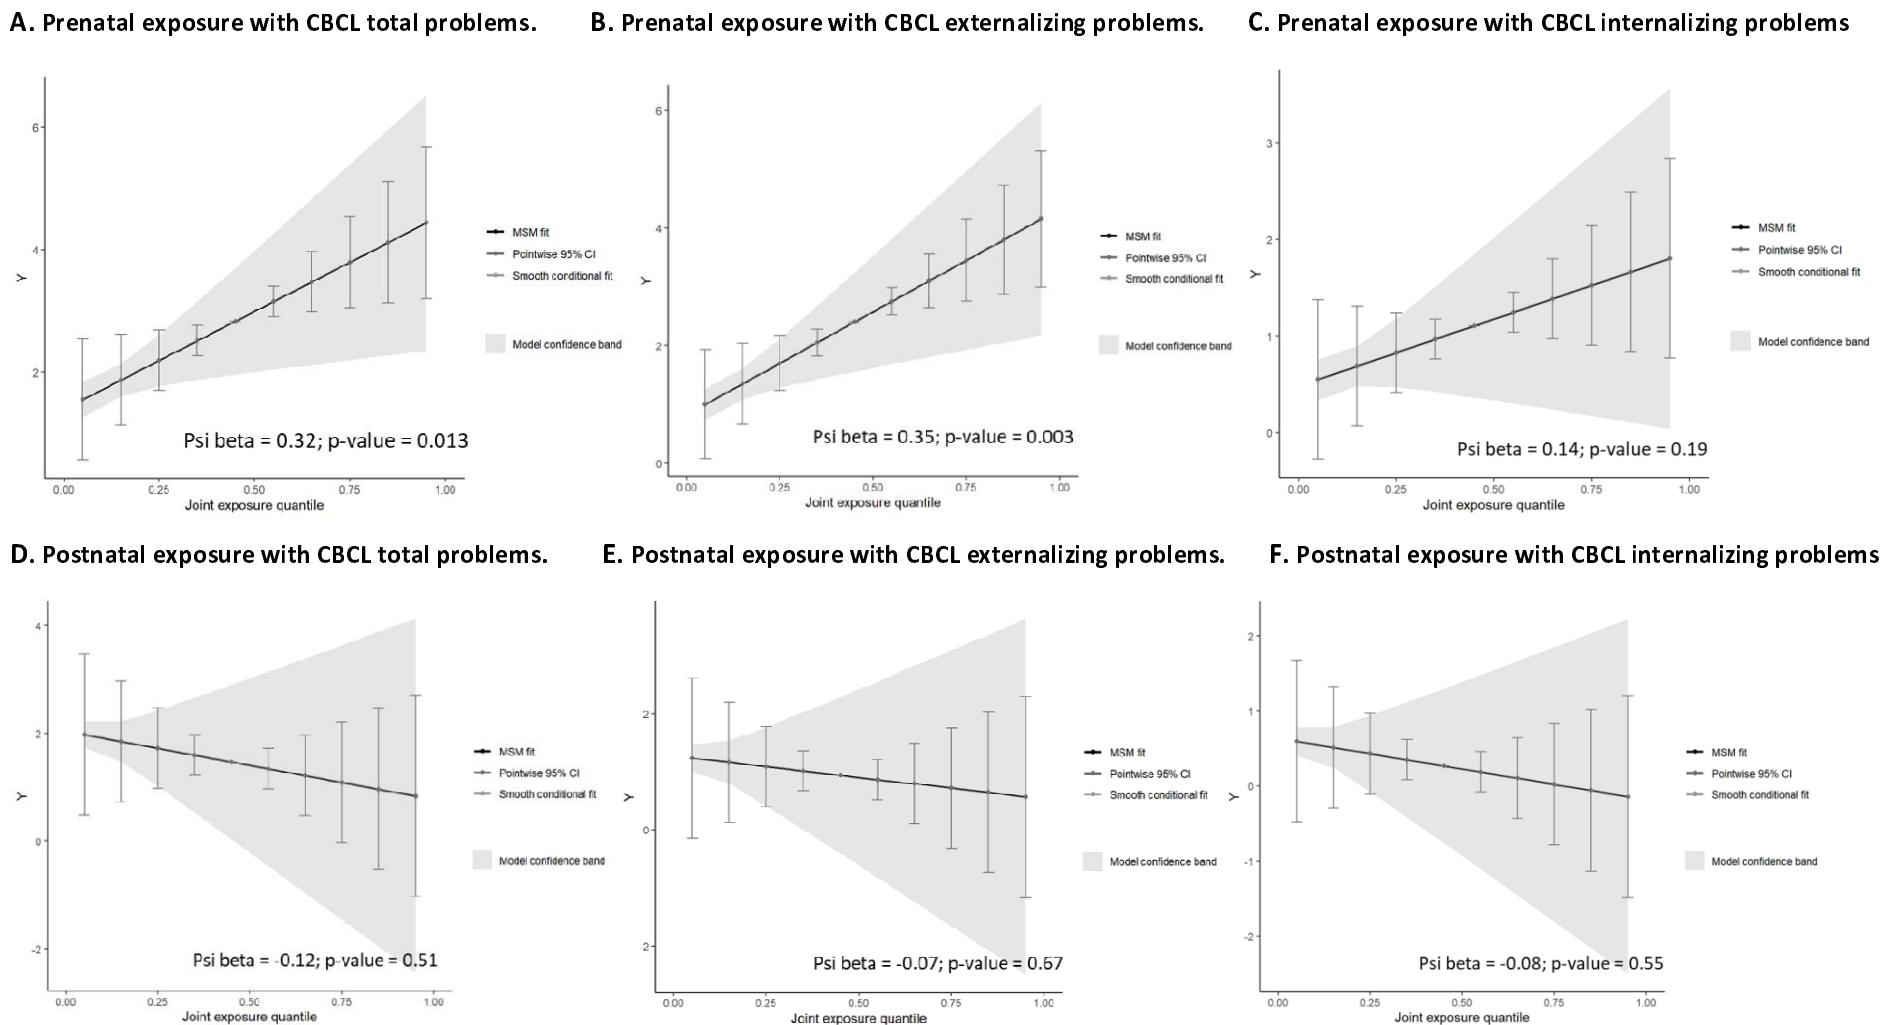 A. Prenatal exposure with CBCL total problems.
6
4
2
Y
0.00 0.25 0.50 0.75 1.00
Joint exposure quantile
MSM fit
Pointwise 95% CI
Smooth conditional fit
Model confidence band
Psi beta = 0.32; p-value = 0.013
B. Prenatal exposure with CBCL externalizing problems.
6
4
2
0
Y
0.00 0.25 0.50 0.75 1.00
Joint exposure quantile
MSM fit
Pointwise 95% CI
Smooth conditional fit
Model confidence band
Psi beta = 0.35; p-value = 0.003
C. Prenatal exposure with CBCL internalizing problems
3
2
1
0
Y
0.00 0.25 0.50 0.75 1.00
Joint exposure quantile
MSM fit
Pointwise 95% CI
Smooth conditional fit
Model confidence band
Psi beta = 0.14; p-value = 0.19
D. Postnatal exposure with CBCL total problems.
4
2
0
-2
Y
0.00 0.25 0.50 0.75 1.00
Joint exposure quantile
MSM fit
Pointwise 95% CI
Smooth conditional fit
Model confidence band
Psi beta = -0.12; p-value = 0.51
E. Postnatal exposure with CBCL externalizing problems.
2
0
2
Y
0.00 0.25 0.50 0.75 1.00
Joint exposure quantile
MSM fit
Pointwise 95% CI
Smooth conditional fit
Model confidence band
Psi beta = -0.07; p-value = 0.67
F. Postnatal exposure with CBCL internalizing problems
2
1
0
-1
-2
Y
0.00 0.25 0.50 0.75 1.00
Joint exposure quantile
MSM fit
Pointwise 95% CI
Smooth conditional fit
Model confidence band
Psi beta = -0.08; p-value = 0.55